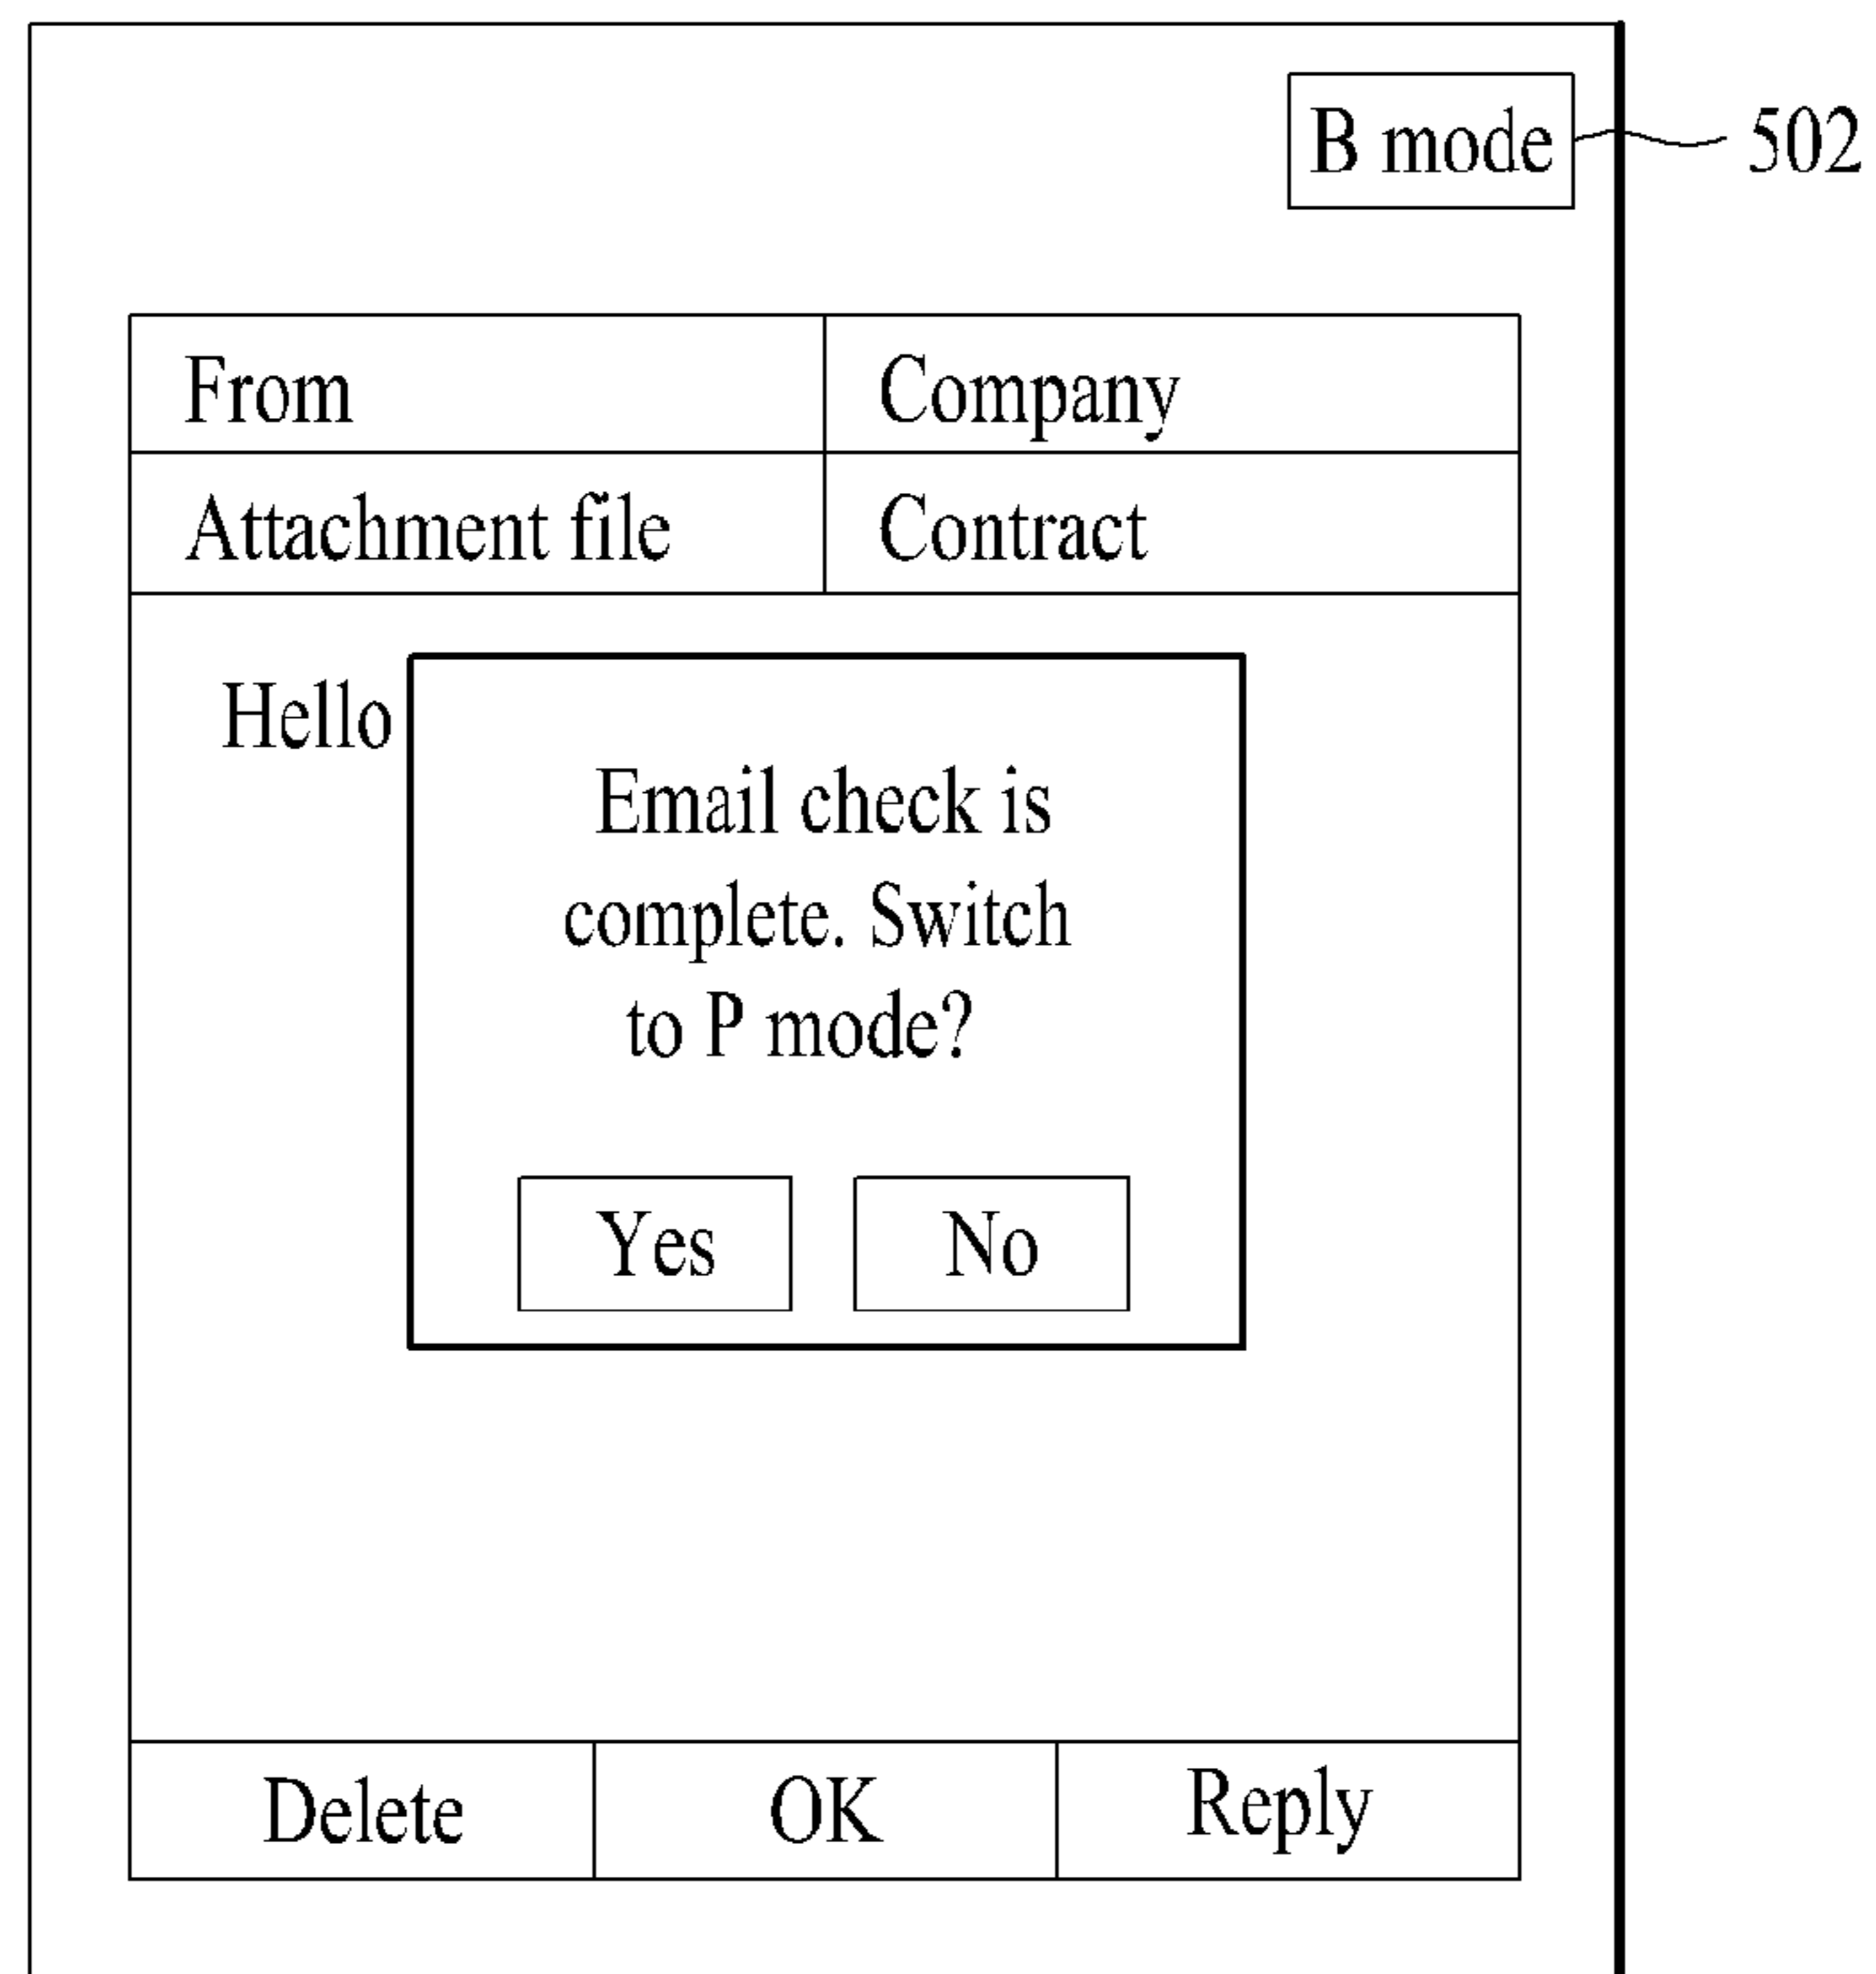 B mode 502
From Company
Attachment file Contract
Hello
Email check is
complete. Switch
to P mode?
Yes No
Delete OK Reply